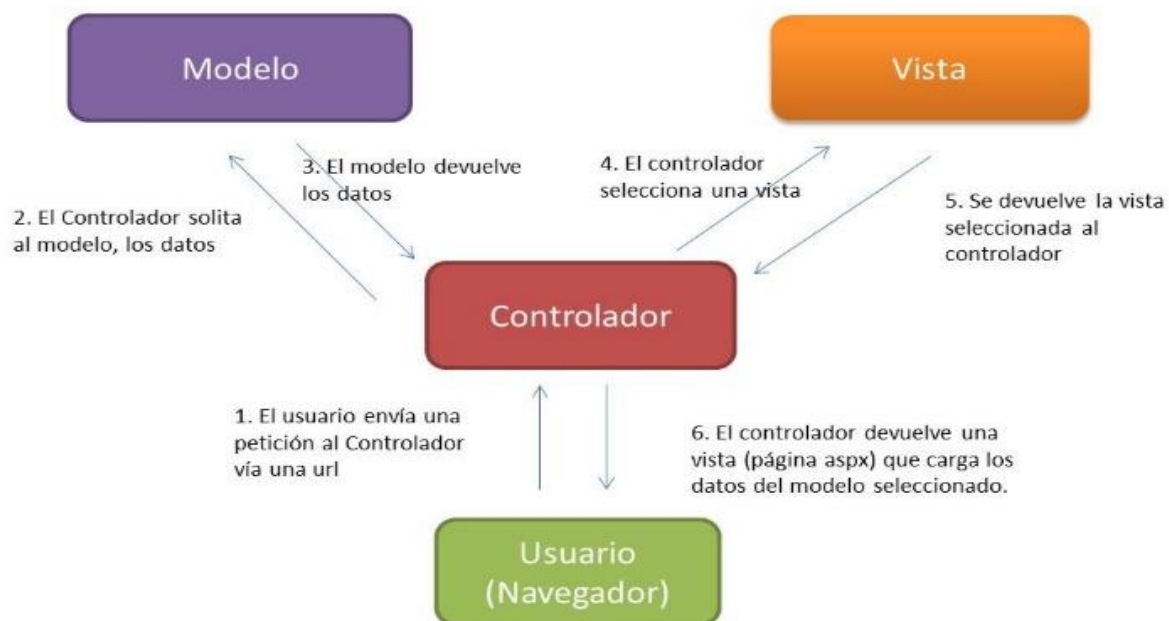 Modelo
Vista
3. El modelo devuelve
los datos
4. El controlador
selecciona una vista
2. El Controlador solita
al modelo, los datos
5. Se devuelve la vista
seleccionada al
controlador
Controlador
1. El usuario envía una
petición al Controlador
vía una url
6. El controlador devuelve una
vista (página aspx) que carga los
datos del modelo seleccionado.
Usuario
(Navegador)